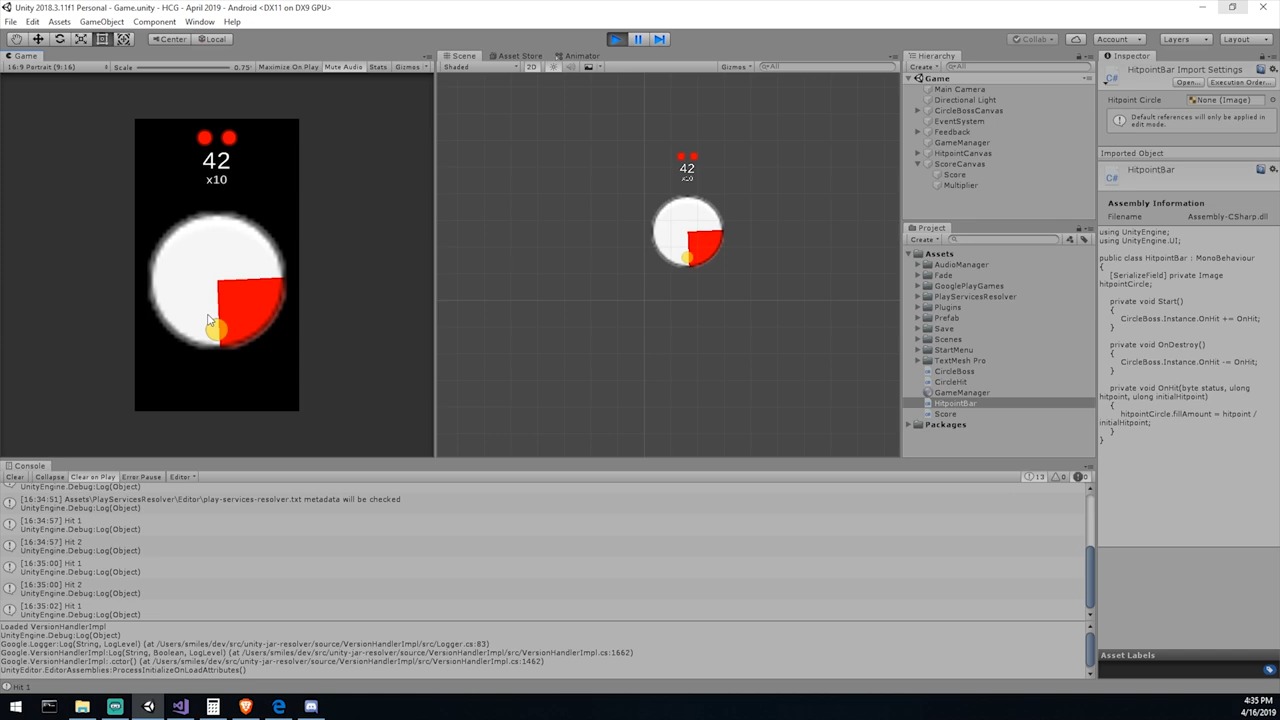 Unity 2018.3.11f1 Personal - Game.unity - HCG - April 2019 - Android <DX11 on DX9 GPU>
File Edit Assets GameObject Component Window Help
Center Local Collab Account Layers Layout
Game
16:9 Portrait (9:16) Scale 0.75 Maximize On Play Mute Audio Stats Gizmos
42
x10
Scene Asset Store Animator
Shaded 2D Gizmos All
42
Hierarchy
Create All
Game
Main Camera
Directional Light
CircleBossCanvas
EventSystem
Feedback
GameManager
HitpointCanvas
ScoreCanvas
Score
Multiplier
Project
Create
Assets
AudioManager
Fade
GooglePlayGames
PlayServicesResolver
Plugins
Prefab
Save
Scenes
StartMenu
TextMesh Pro
CircleBoss
CircleHit
GameManager
HitpointBar
Score
Packages
Inspector
HitpointBar Import Settings
Open... Execution Order...
Hitpoint Circle None (Image)
Default references will only be applied in
edit mode.
Imported Object
HitpointBar
Assembly Information
Filename Assembly-CSharp.dll
using UnityEngine;
using UnityEngine.UI;
public class HitpointBar : MonoBehaviour
{
[SerializeField] private Image
hitpointCircle;
private void Start()
{
CircleBoss.Instance.OnHit += OnHit;
}
private void OnDestroy()
{
CircleBoss.Instance.OnHit -= OnHit;
}
private void OnHit(byte status, ulong
hitpoint, ulong initialHitpoint)
{
hitpointCircle.fillAmount = hitpoint /
initialHitpoint;
}
}
Asset Labels
Console
Clear Collapse Clear on Play Error Pause Editor 13 0 0
UnityEngine.Debug:Log(Object)
[16:34:51] Assets\PlayServicesResolver\Editor\play-services-resolver.txt metadata will be checked
UnityEngine.Debug:Log(Object)
[16:34:57] Hit 1
UnityEngine.Debug:Log(Object)
[16:34:57] Hit 2
UnityEngine.Debug:Log(Object)
[16:35:00] Hit 1
UnityEngine.Debug:Log(Object)
[16:35:00] Hit 2
UnityEngine.Debug:Log(Object)
[16:35:02] Hit 1
UnityEngine.Debug:Log(Object)
Loaded VersionHandlerImpl
UnityEngine.Debug:Log(Object)
Google.Logger:Log(String, LogLevel) (at /Users/smiles/dev/src/unity-jar-resolver/source/VersionHandlerImpl/src/Logger.cs:83)
Google.VersionHandlerImpl:Log(String, Boolean, LogLevel) (at /Users/smiles/dev/src/unity-jar-resolver/source/VersionHandlerImpl/src/VersionHandlerImpl.cs:1662)
Google.VersionHandlerImpl:.cctor() (at /Users/smiles/dev/src/unity-jar-resolver/source/VersionHandlerImpl/src/VersionHandlerImpl.cs:1462)
UnityEditor.EditorAssemblies:ProcessInitializeOnLoadAttributes()
Hit 1
4:35 PM
4/16/2019